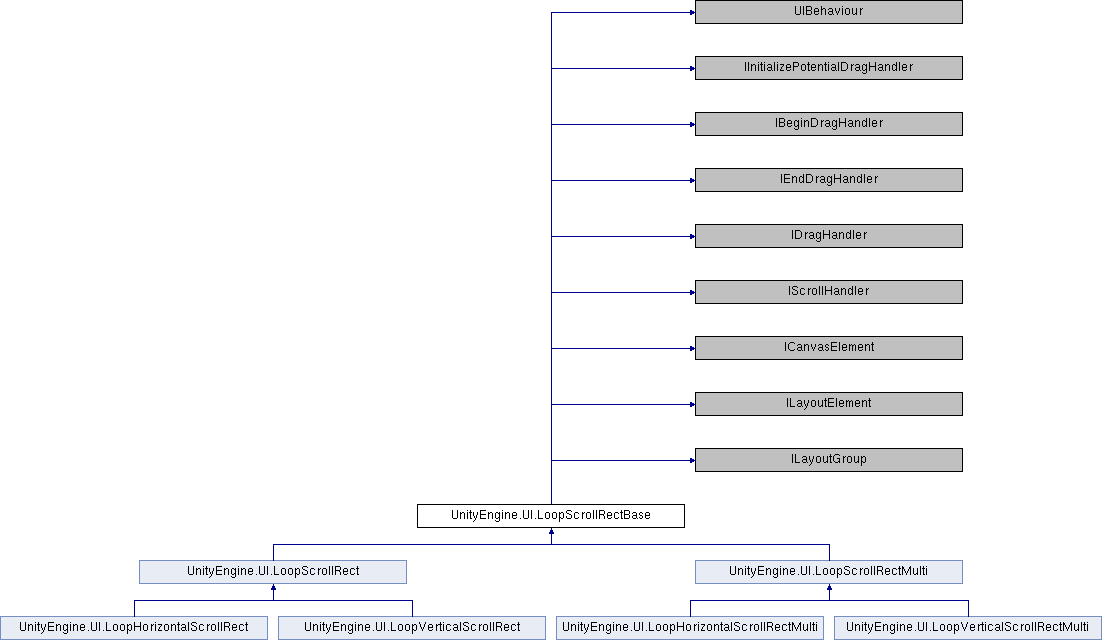 UIBehaviour
IInitializePotentialDragHandler
IBeginDragHandler
IEndDragHandler
IDragHandler
IScrollHandler
ICanvasElement
ILayoutElement
ILayoutGroup
UnityEngine.UI.LoopScrollRectBase
UnityEngine.UI.LoopScrollRect
UnityEngine.UI.LoopScrollRectMulti
UnityEngine.UI.LoopHorizontalScrollRect
UnityEngine.UI.LoopVerticalScrollRect
UnityEngine.UI.LoopHorizontalScrollRectMulti
UnityEngine.UI.LoopVerticalScrollRectMulti